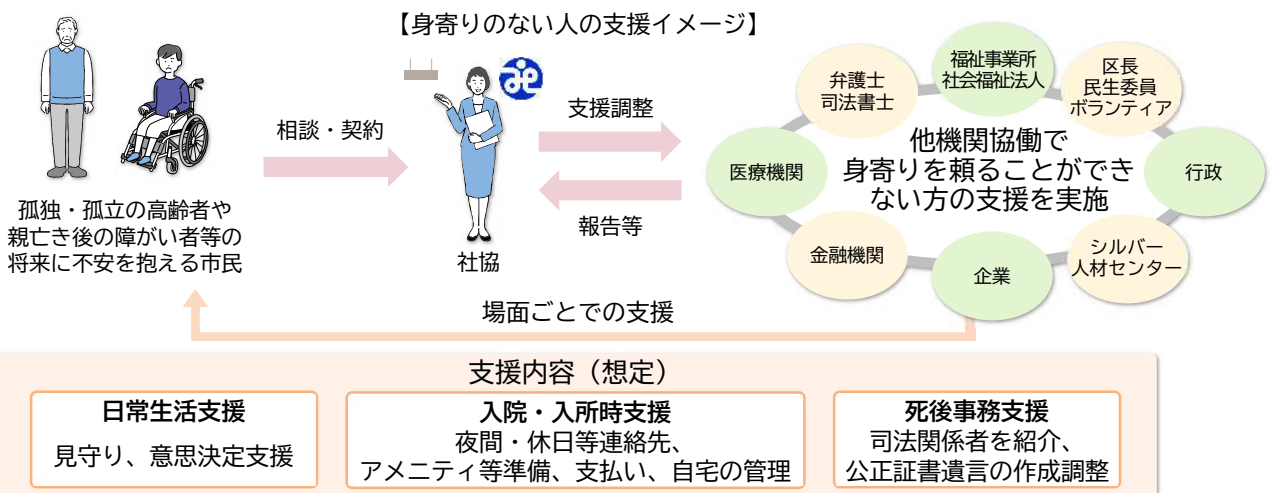 【身寄りのない人の支援イメージ】
相談・契約
孤独・孤立の高齢者や
親亡き後の障がい者等の
将来に不安を抱える市民
社協
支援調整
報告等
福祉事業所
社会福祉法人
弁護士
司法書士
区長
民生委員
ボランティア
医療機関
他機関協働で
身寄りを頼ることができ
ない方の支援を実施
行政
金融機関
企業
シルバー
人材センター
場面ごとでの支援
支援内容（想定）
日常生活支援
見守り、意思決定支援
入院・入所時支援
夜間・休日等連絡先、
アメニティ等準備、支払い、自宅の管理
死後事務支援
司法関係者を紹介、
公正証書遺言の作成調整